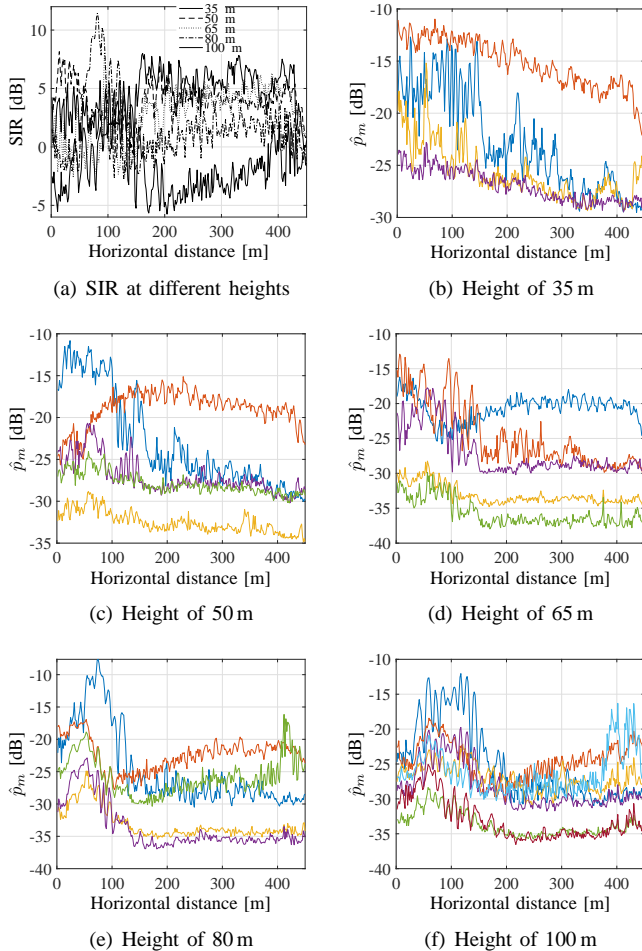 35 m
50 m
65 m
80 m
100 m
10
5
0
-5
SIR [dB]
0 100 200 300 400
Horizontal distance [m]
(a) SIR at different heights
-10
-15
-20
-25
-30
p̂m [dB]
0 100 200 300 400
Horizontal distance [m]
(b) Height of 35 m
-10
-15
-20
-25
-30
-35
p̂m [dB]
0 100 200 300 400
Horizontal distance [m]
(c) Height of 50 m
-10
-15
-20
-25
-30
-35
-40
p̂m [dB]
0 100 200 300 400
Horizontal distance [m]
(d) Height of 65 m
-10
-15
-20
-25
-30
-35
-40
p̂m [dB]
0 100 200 300 400
Horizontal distance [m]
(e) Height of 80 m
-10
-15
-20
-25
-30
-35
-40
p̂m [dB]
0 100 200 300 400
Horizontal distance [m]
(f) Height of 100 m